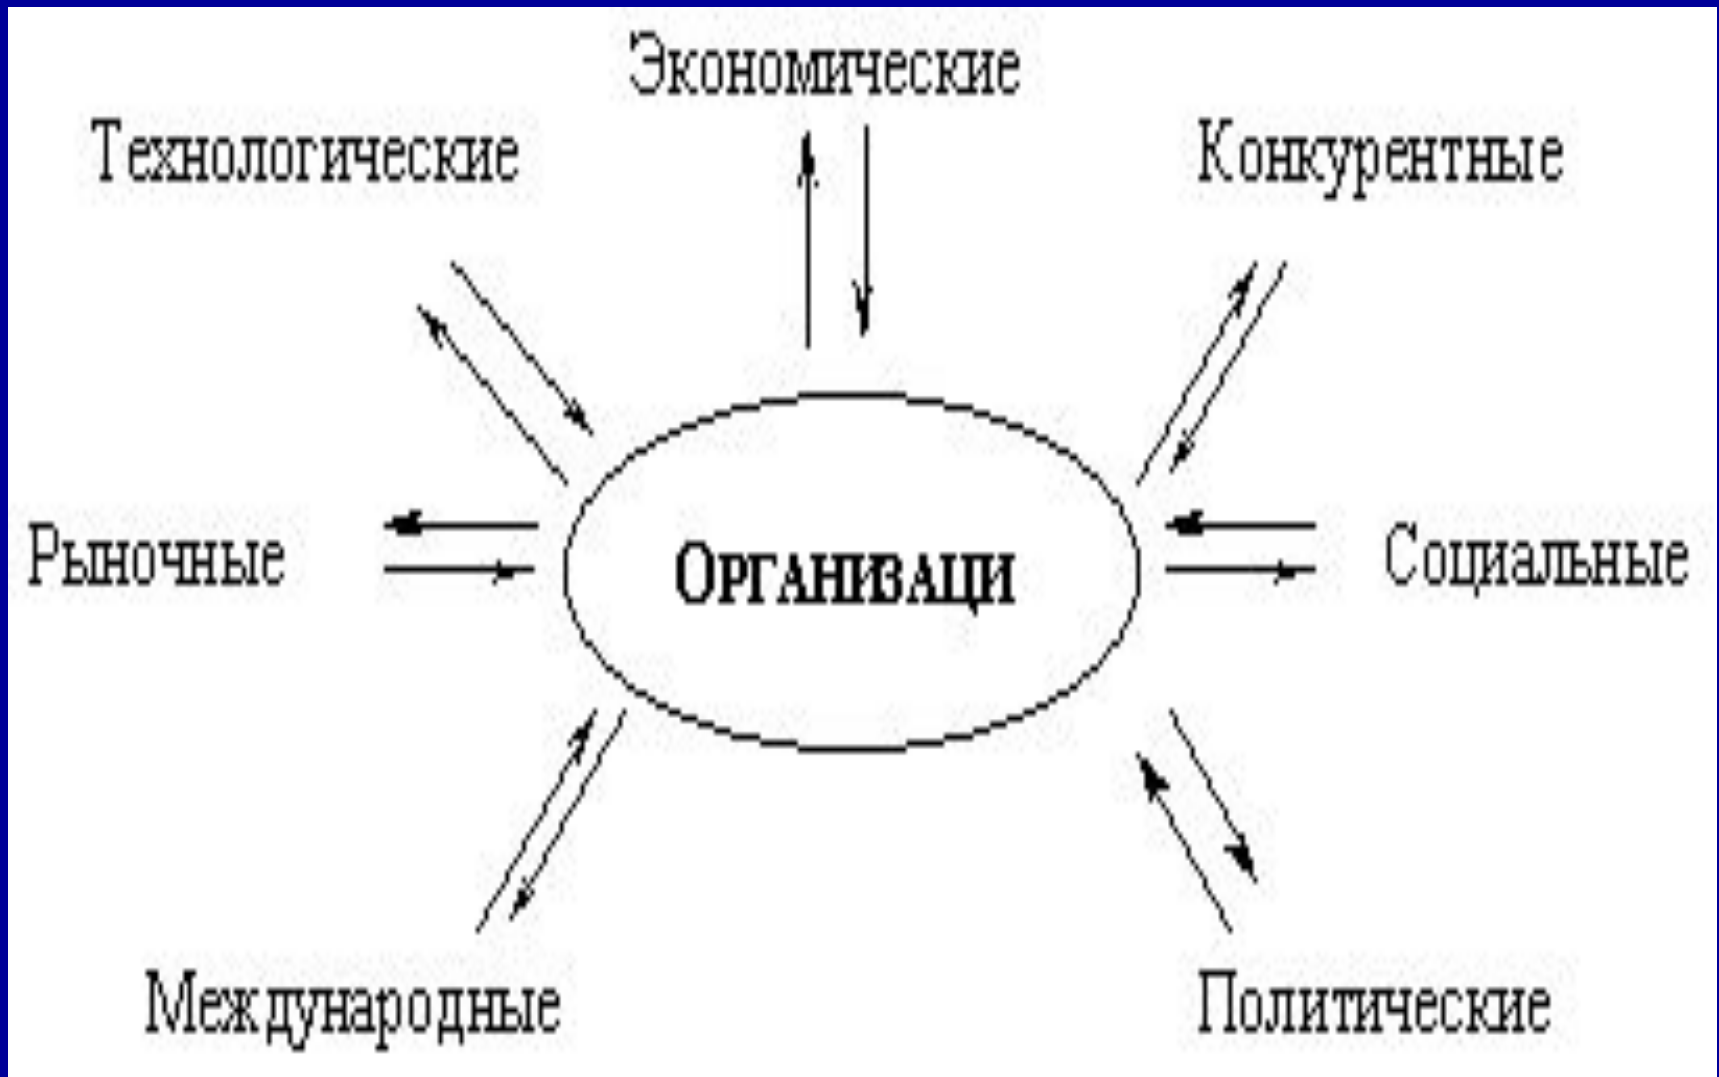 Экономические
Технологические
Конкурентные
Рыночные
ОРГАНИЗАЦИ
Социальные
Международные
Политические